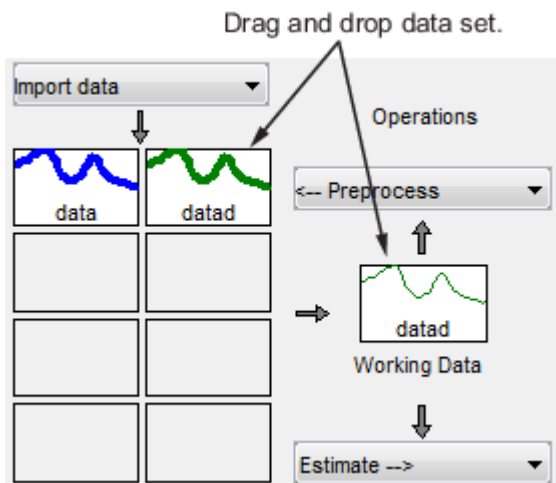 Drag and drop data set.
Import data
Operations
data
datad
<-- Preprocess
datad
Working Data
Estimate -->